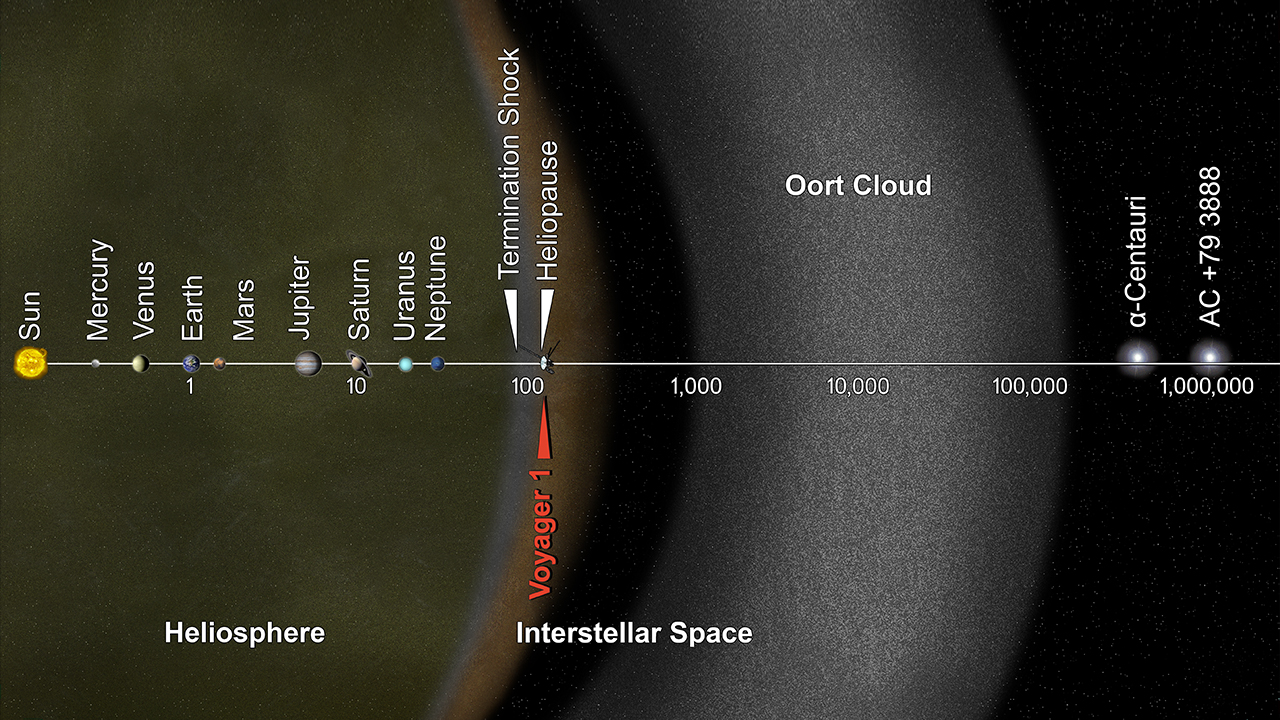 Sun
Mercury
Venus
Earth
Mars
Jupiter
Saturn
Uranus
Neptune
Termination Shock
Heliopause
Oort Cloud
α-Centauri
AC +79 3888
1
10
100
1,000
10,000
100,000
1,000,000
Voyager 1
Heliosphere
Interstellar Space